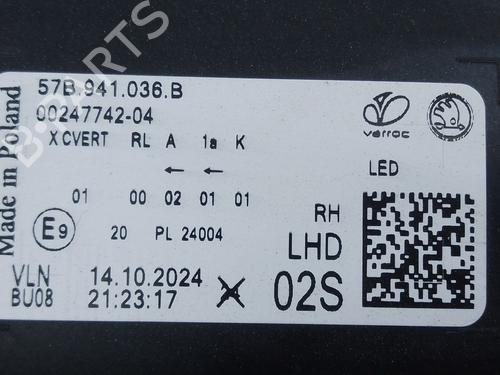 Made in Poland
57B.941.036.B
00247742-04
varroc
X CVERT RL A 1a K
← ←
LED
01 00 02 01 01
E9
20 PL 24004
RH
LHD
02S
VLN 14.10.2024
BU08 21:23:17
B-PARTS